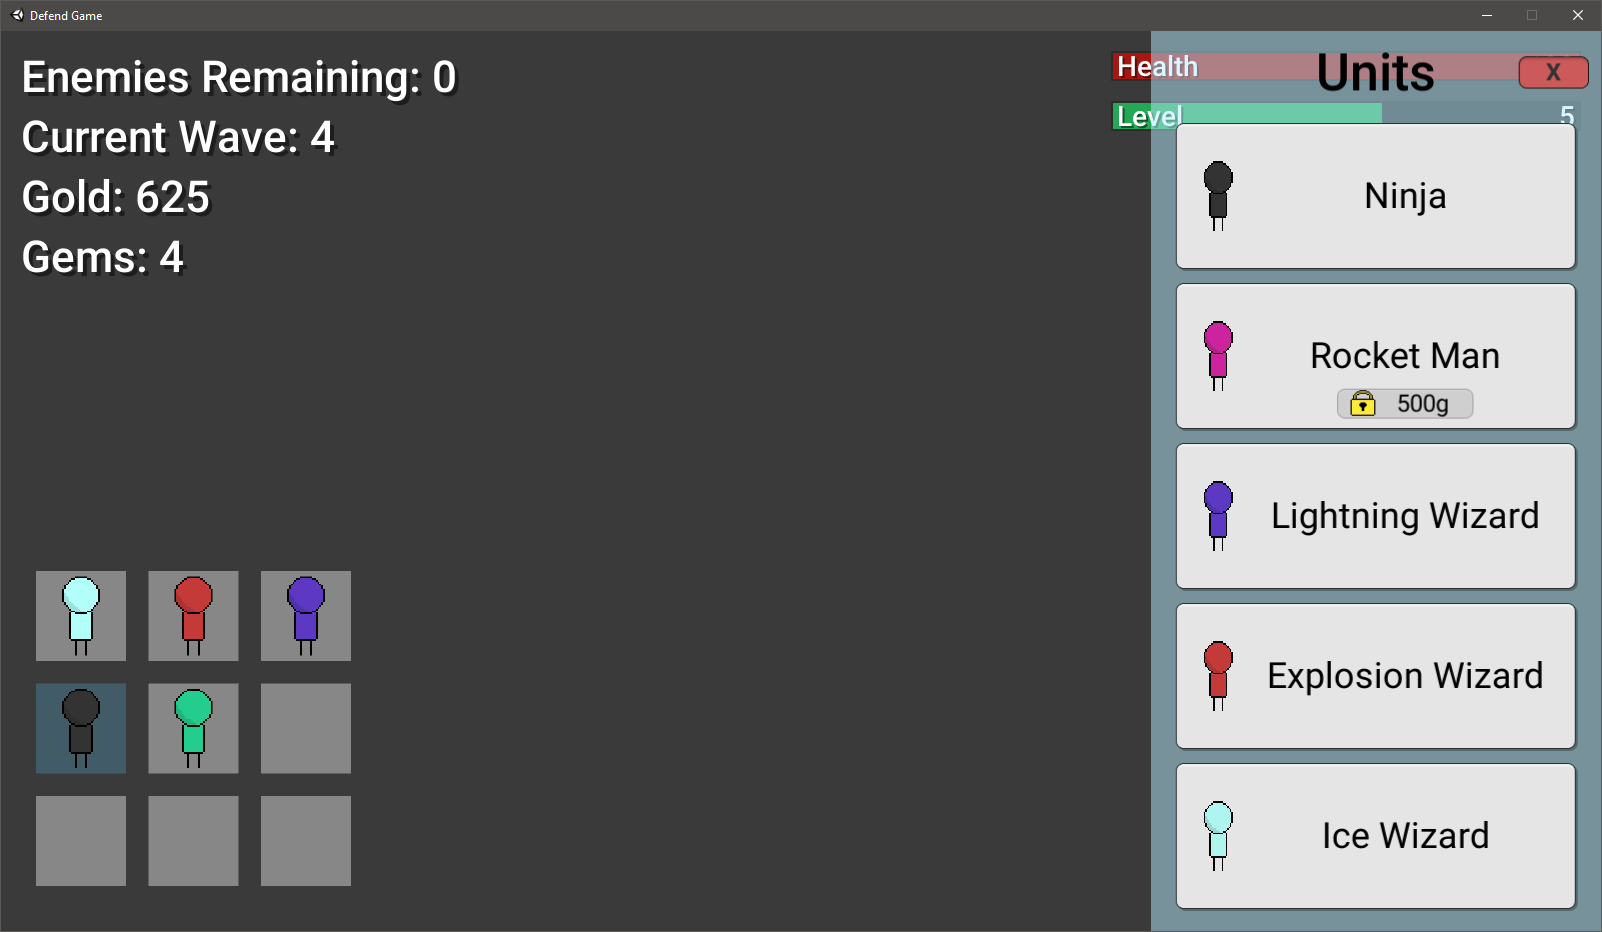 Defend Game
Enemies Remaining: 0
Current Wave: 4
Gold: 625
Gems: 4
Health
Level
5
Units
X
Ninja
Rocket Man
500g
Lightning Wizard
Explosion Wizard
Ice Wizard